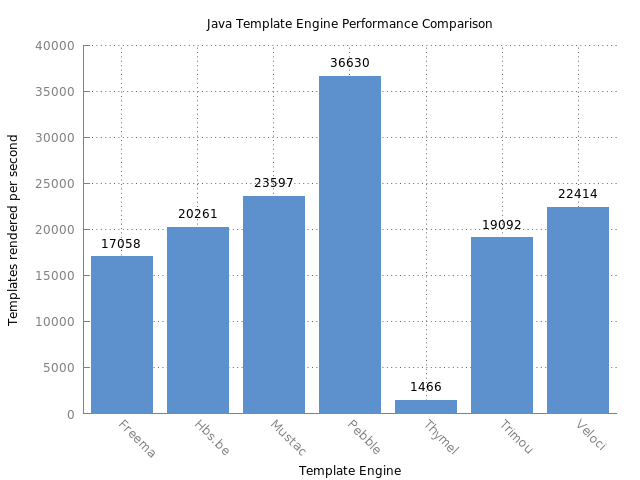 Java Template Engine Performance Comparison
Templates rendered per second
40000
35000
30000
25000
20000
15000
10000
5000
0
17058
20261
23597
36630
1466
19092
22414
Freema
Hbs.be
Mustac
Pebble
Thymel
Trimou
Veloci
Template Engine